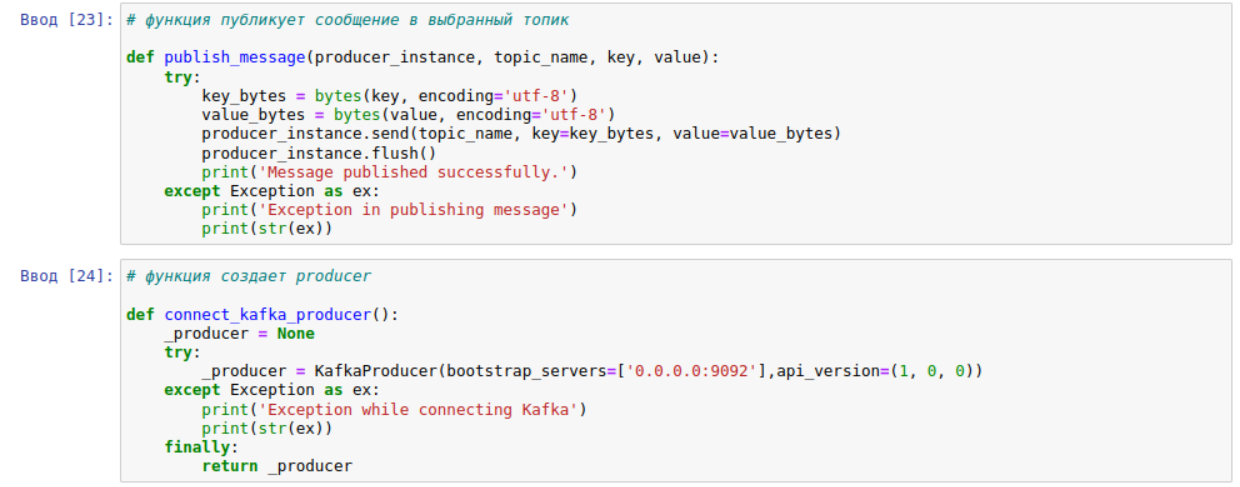 Ввод [23]: # функция публикует сообщение в выбранный топик

def publish_message(producer_instance, topic_name, key, value):
    try:
        key_bytes = bytes(key, encoding='utf-8')
        value_bytes = bytes(value, encoding='utf-8')
        producer_instance.send(topic_name, key=key_bytes, value=value_bytes)
        producer_instance.flush()
        print('Message published successfully.')
    except Exception as ex:
        print('Exception in publishing message')
        print(str(ex))

Ввод [24]: # функция создает producer

def connect_kafka_producer():
    _producer = None
    try:
        _producer = KafkaProducer(bootstrap_servers=['0.0.0.0:9092'],api_version=(1, 0, 0))
    except Exception as ex:
        print('Exception while connecting Kafka')
        print(str(ex))
    finally:
        return _producer